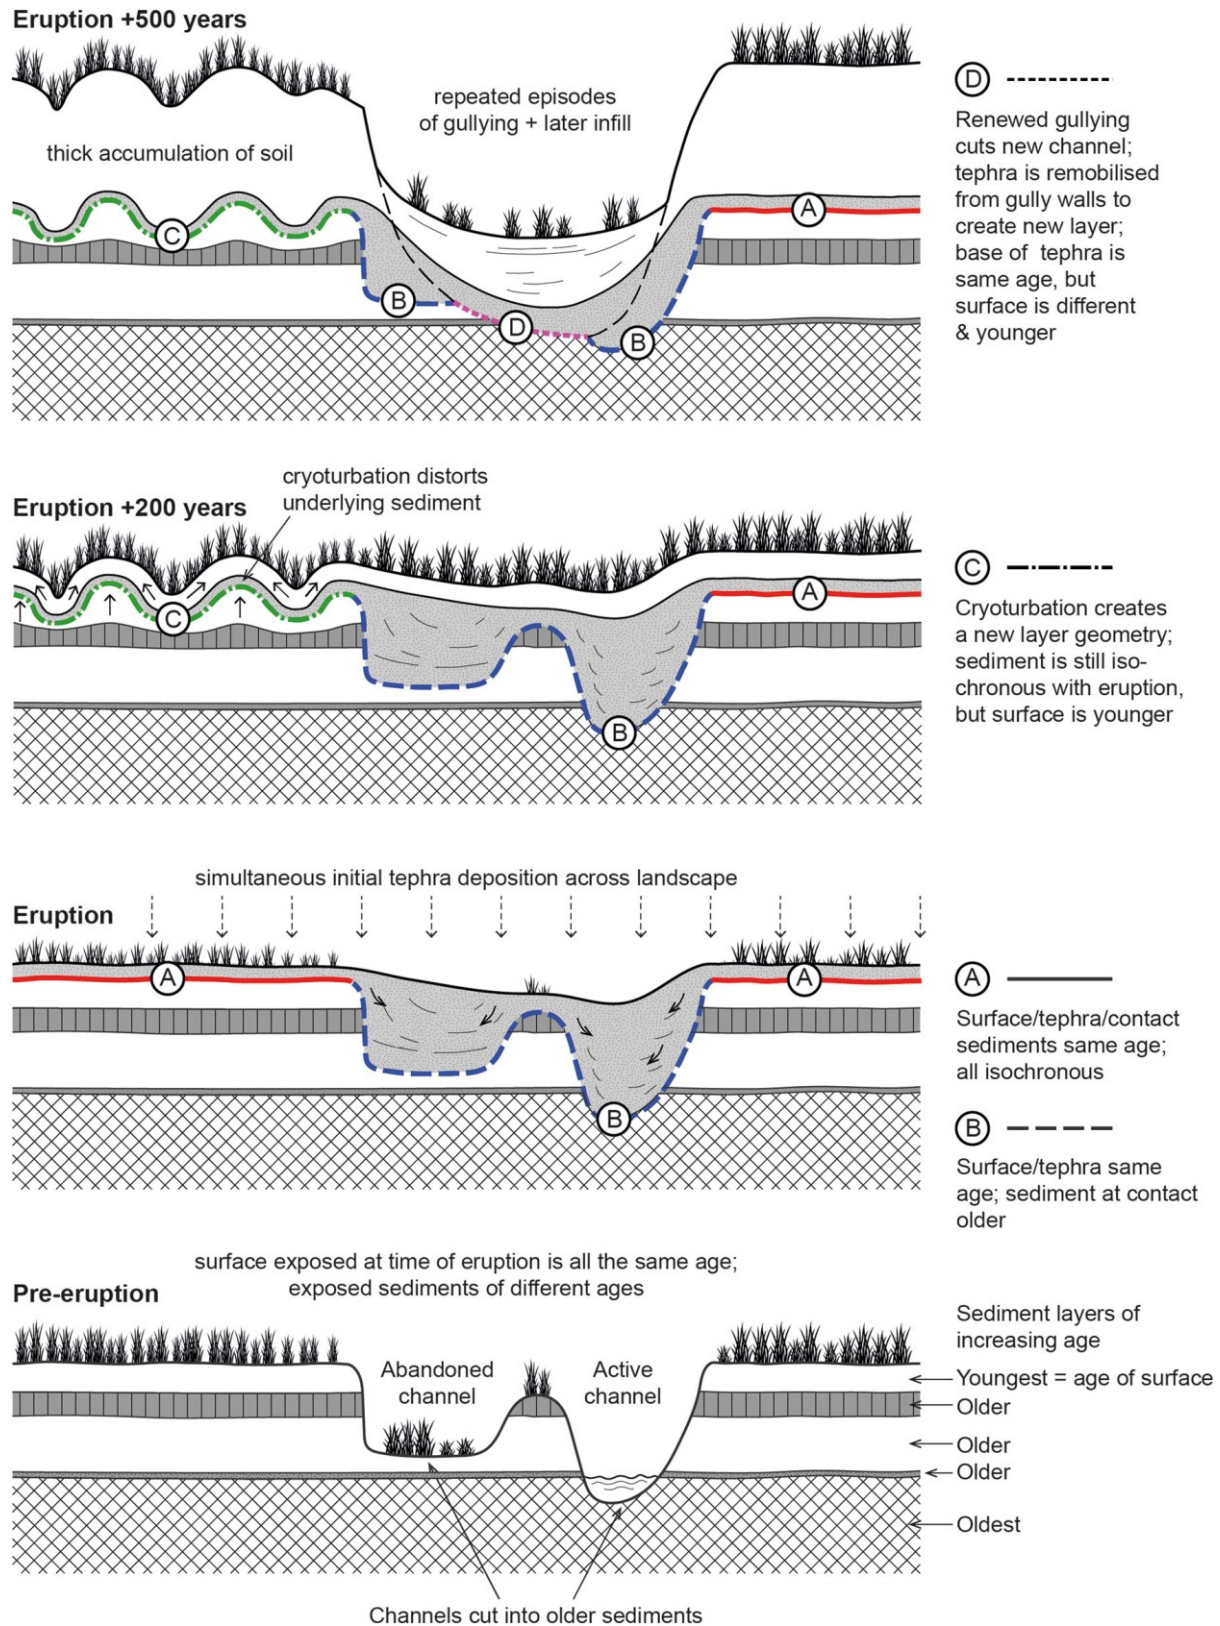 Eruption +500 years
repeated episodes
of gullying + later infill
thick accumulation of soil
A
C
B
D
B
D
Renewed gullying
cuts new channel;
tephra is remobilised
from gully walls to
create new layer;
base of tephra is
same age, but
surface is different
& younger
cryoturbation distorts
underlying sediment
Eruption +200 years
A
C
B
C
Cryoturbation creates
a new layer geometry;
sediment is still iso-
chronous with eruption,
but surface is younger
simultaneous initial tephra deposition across landscape
Eruption
A
A
B
A
Surface/tephra/contact
sediments same age;
all isochronous
B
Surface/tephra same
age; sediment at contact
older
surface exposed at time of eruption is all the same age;
exposed sediments of different ages
Pre-eruption
Abandoned
channel
Active
channel
Sediment layers of
increasing age
Youngest = age of surface
Older
Older
Older
Oldest
Channels cut into older sediments